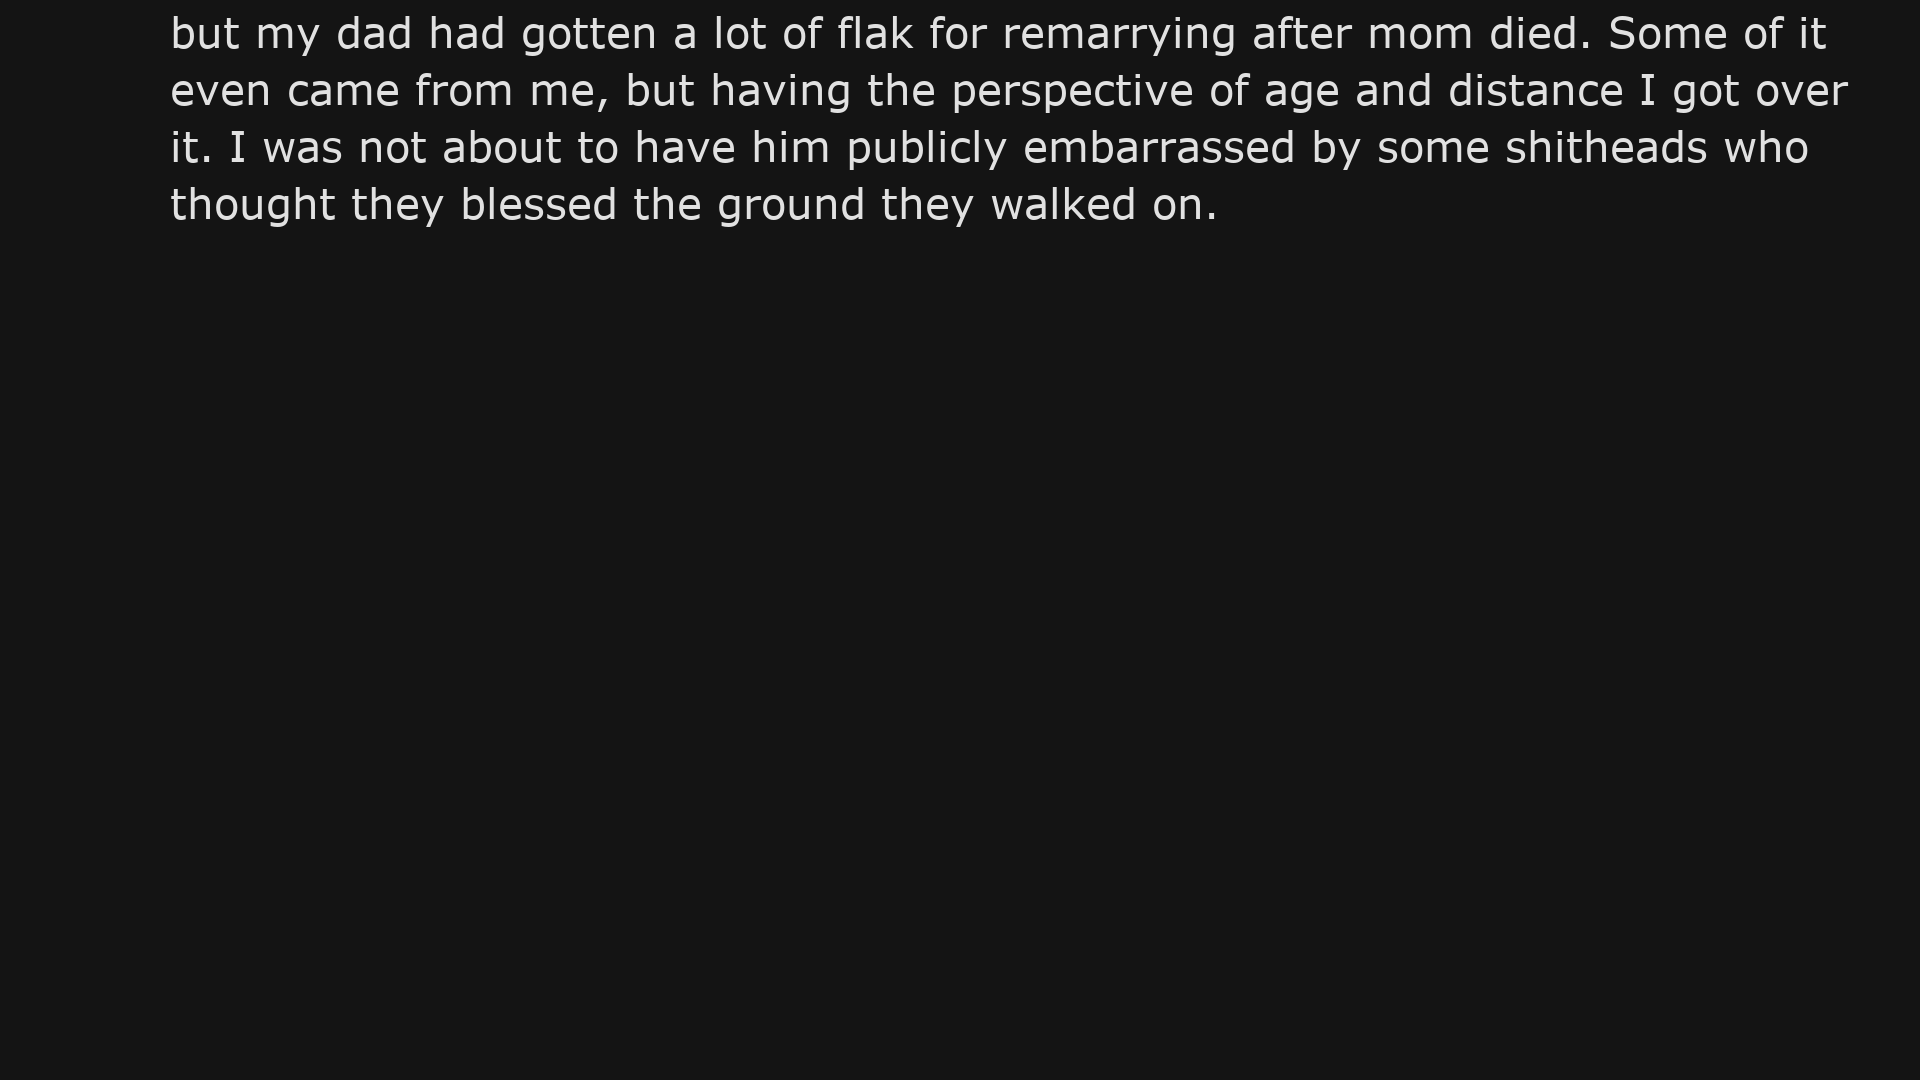 but my dad had gotten a lot of flak for remarrying after mom died. Some of it
even came from me, but having the perspective of age and distance I got over
it. I was not about to have him publicly embarrassed by some shitheads who
thought they blessed the ground they walked on.